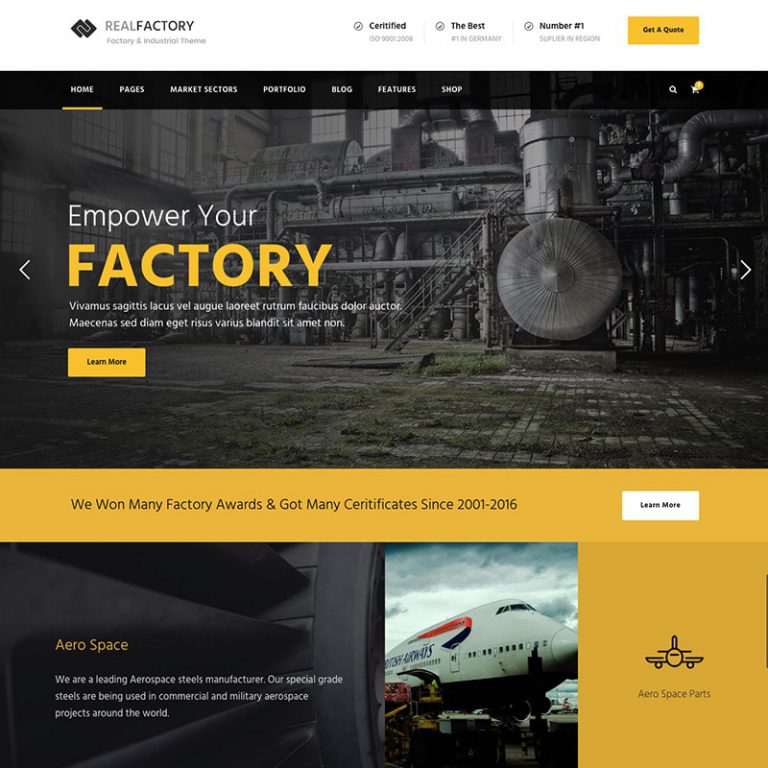 REALFACTORY
Factory & Industrial Theme
Ceritified
ISO 9001:2008
The Best
#1 IN GERMANY
Number #1
SUPLIER IN REGION
Get A Quote
HOME PAGES MARKET SECTORS PORTFOLIO BLOG FEATURES SHOP
Empower Your
FACTORY
Vivamus sagittis lacus vel augue laoreet rutrum faucibus dolor auctor.
Maecenas sed diam eget risus varius blandit sit amet non.
Learn More
We Won Many Factory Awards & Got Many Ceritificates Since 2001-2016
Learn More
Aero Space
We are a leading Aerospace steels manufacturer. Our special grade
steels are being used in commercial and military aerospace
projects around the world.
BRITISH AIRWAYS
Aero Space Parts